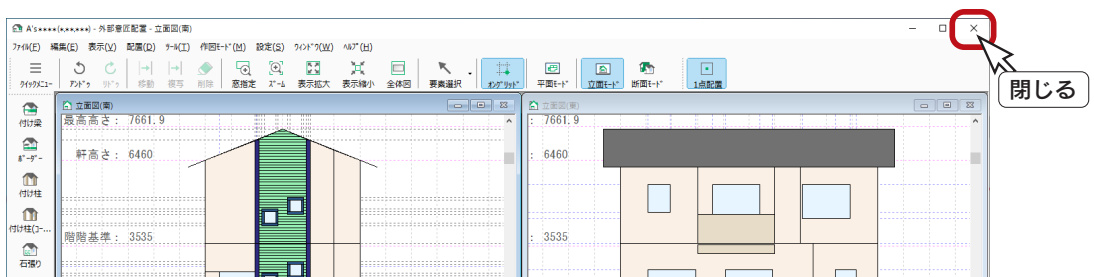 A's****(*.**.***) - 外部意匠配置 - 立面図(南)
ﾌｧｲﾙ(F) 編集(E) 表示(V) 配置(D) ﾂｰﾙ(T) 作図ﾓｰﾄﾞ(M) 設定(S) ｳｨﾝﾄﾞｳ(W) ﾍﾙﾌﾟ(H)
ｸｲｯｸﾒﾆｭｰ ｱﾝﾄﾞｩ ﾘﾄﾞｩ 移動 複写 削除 窓指定 ｽﾞｰﾑ 表示拡大 表示縮小 全体図 要素選択 ｵﾝｸﾞﾘｯﾄﾞ 平面ﾓｰﾄﾞ 立面ﾓｰﾄﾞ 断面ﾓｰﾄﾞ 1点配置
閉じる
付け梁
ﾎﾞｰﾀﾞｰ
付け柱
付け柱(ｺｰ...
石張り
立面図(南)
最高高さ： 7661.9
軒高さ： 6460
階階基準： 3535
立面図(東)
: 7661.9
: 6460
: 3535